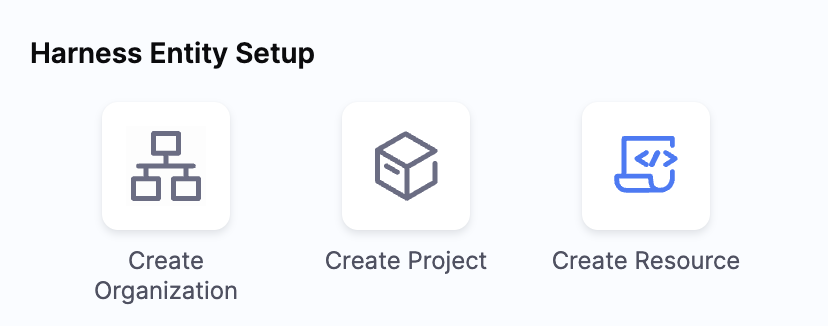 Harness Entity Setup
Create
Organization
Create Project
Create Resource